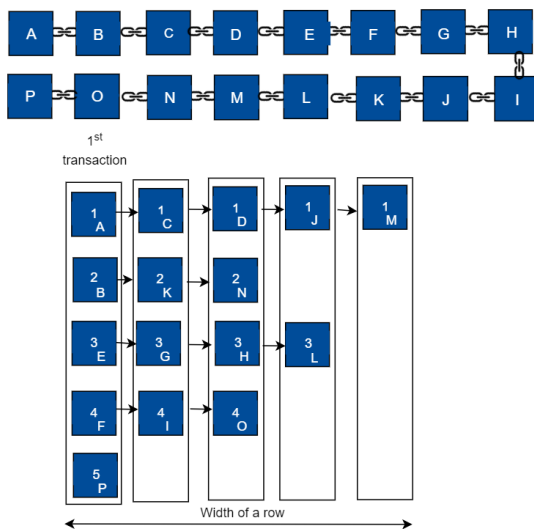 A B C D E F G H
P O N M L K J I
1st
transaction
1 A 1 C 1 D 1 J 1 M
2 B 2 K 2 N
3 E 3 G 3 H 3 L
4 F 4 I 4 O
5 P
Width of a row